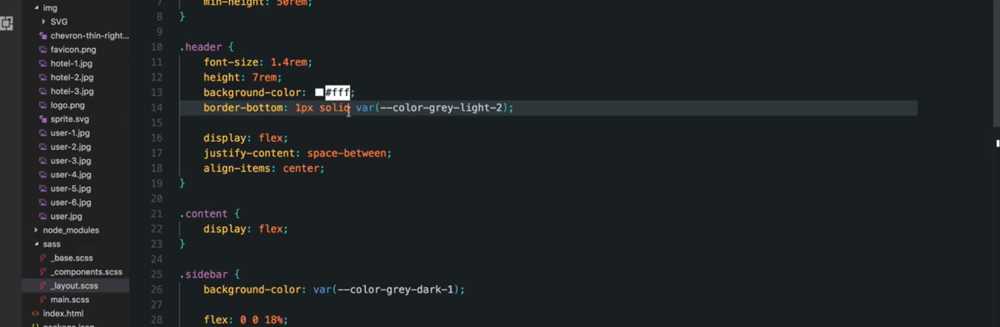 img
SVG
chevron-thin-right...
favicon.png
hotel-1.jpg
hotel-2.jpg
hotel-3.jpg
logo.png
sprite.svg
user-1.jpg
user-2.jpg
user-3.jpg
user-4.jpg
user-5.jpg
user-6.jpg
user.jpg
node_modules
sass
_base.scss
_components.scss
_layout.scss
main.scss
index.html
package.json
7 min-height: 50rem;
8 }
9
10 .header {
11 font-size: 1.4rem;
12 height: 7rem;
13 background-color: #fff;
14 border-bottom: 1px solid var(--color-grey-light-2);
15
16 display: flex;
17 justify-content: space-between;
18 align-items: center;
19 }
20
21 .content {
22 display: flex;
23 }
24
25 .sidebar {
26 background-color: var(--color-grey-dark-1);
27
28 flex: 0 0 18%;